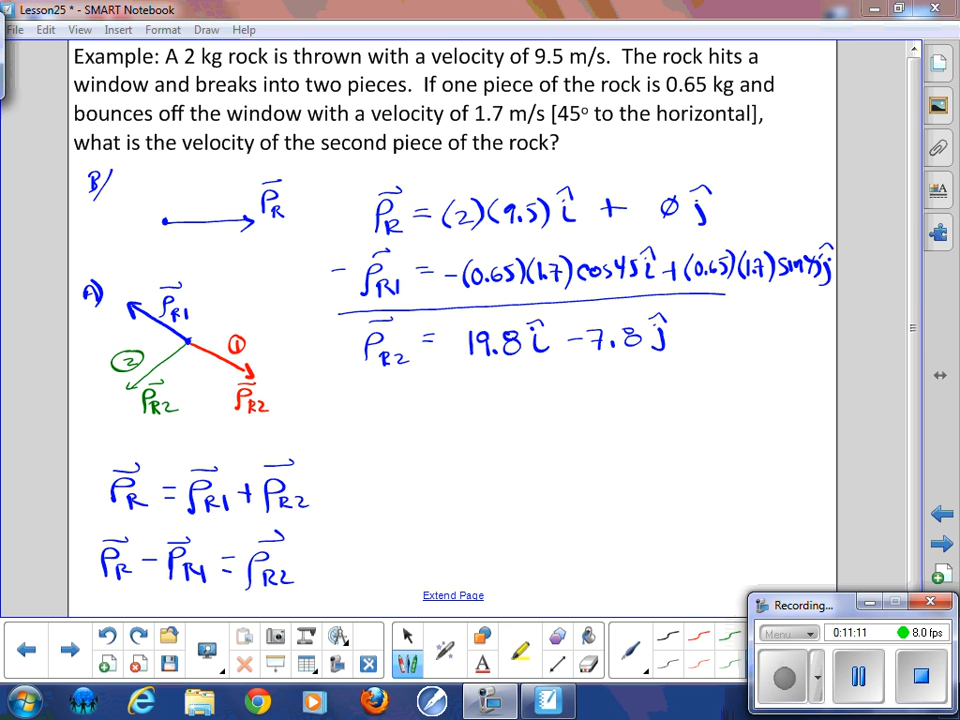 Lesson25 * - SMART Notebook
File Edit View Insert Format Draw Help
Example: A 2 kg rock is thrown with a velocity of 9.5 m/s. The rock hits a
window and breaks into two pieces. If one piece of the rock is 0.65 kg and
bounces off the window with a velocity of 1.7 m/s [45° to the horizontal],
what is the velocity of the second piece of the rock?
B/
P⃗R
P⃗R = (2)(9.5) î + ∅ ĵ
- P⃗R1 = -(0.65)(1.7) cos45 î + (0.65)(1.7) sin45 ĵ
P⃗R2 = 19.8 î - 7.8 ĵ
A)
P⃗R1
①
②
P⃗R2
P⃗R2
P⃗R = P⃗R1 + P⃗R2
P⃗R - P⃗R1 = P⃗R2
Extend Page
Recording...
Menu
0:11:11
8.0 fps